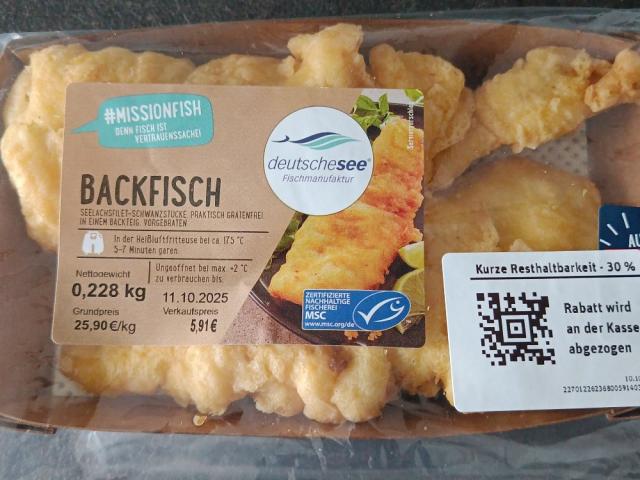 #MISSIONFISH
DENN FISCH IST
VERTRAUENSSACHE!
deutschesee®
Fischmanufaktur
BACKFISCH
SEELACHSFILET-SCHWANZSTÜCKE, PRAKTISCH GRÄTENFREI,
IN EINEM BACKTEIG, VORGEBRATEN
In der Heißluftfritteuse bei ca. 175 °C
5-7 Minuten garen.
Nettogewicht
0,228 kg
Ungeöffnet bei max. +2 °C
zu verbrauchen bis:
11.10.2025
Grundpreis
25,90 €/kg
Verkaufspreis
5,91 €
ZERTIFIZIERTE
NACHHALTIGE
FISCHEREI
MSC
www.msc.org/de
AU
Kurze Resthaltbarkeit - 30 %
Rabatt wird
an der Kasse
abgezogen
10.10